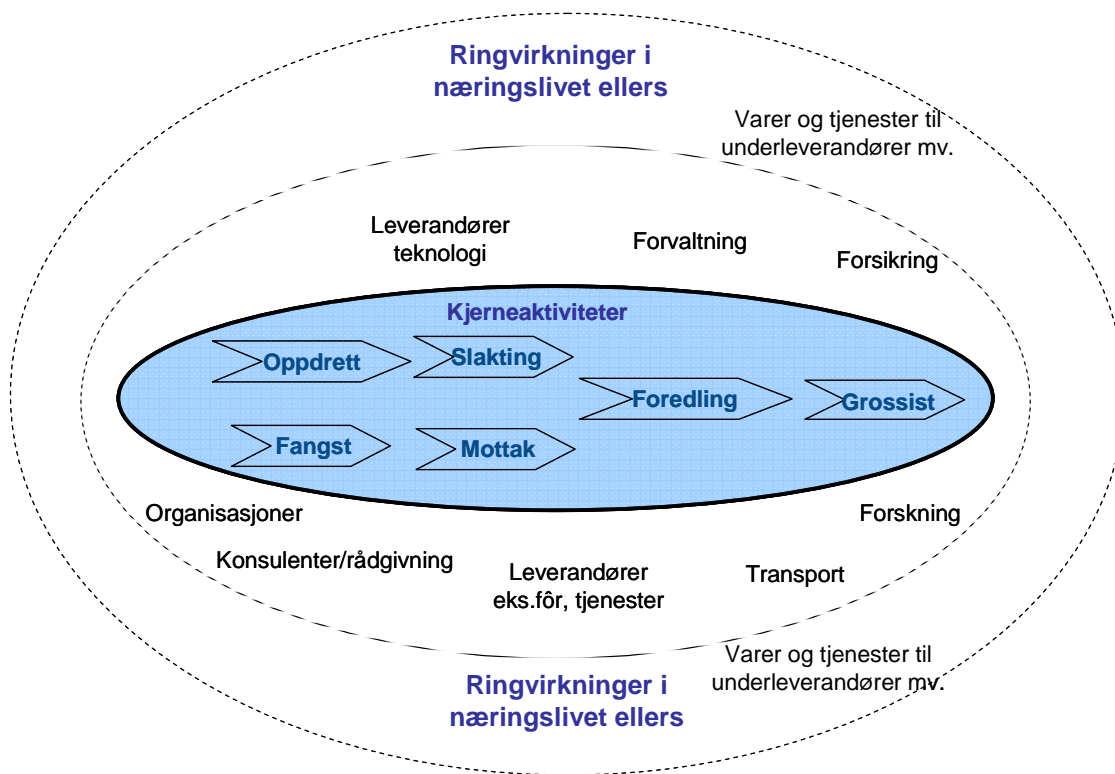 Ringvirkninger i
næringslivet ellers
Varer og tjenester til
underleverandører mv.
Leverandører
teknologi
Forvaltning
Forsikring
Kjerneaktiviteter
Oppdrett
Slakting
Foredling
Grossist
Fangst
Mottak
Organisasjoner
Forskning
Konsulenter/rådgivning
Leverandører
eks.fôr, tjenester
Transport
Varer og tjenester til
underleverandører mv.
Ringvirkninger i
næringslivet ellers